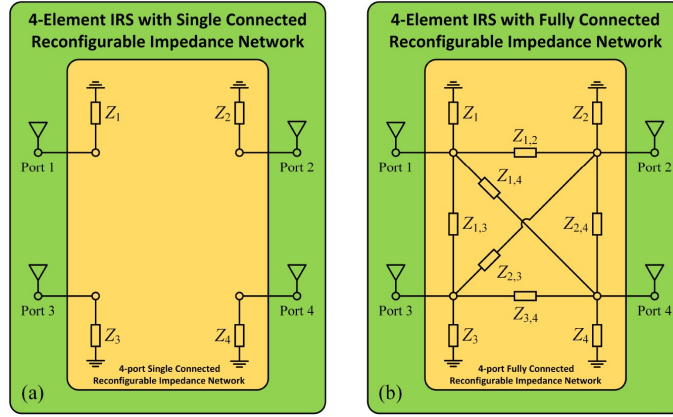 4-Element IRS with Single Connected
Reconfigurable Impedance Network
Z1
Z2
Port 1
Port 2
Port 3
Port 4
Z3
Z4
4-port Single Connected
Reconfigurable Impedance Network
(a)
4-Element IRS with Fully Connected
Reconfigurable Impedance Network
Z1
Z2
Z1,2
Port 1
Port 2
Z1,4
Z1,3
Z2,4
Z2,3
Port 3
Port 4
Z3,4
Z3
Z4
4-port Fully Connected
Reconfigurable Impedance Network
(b)